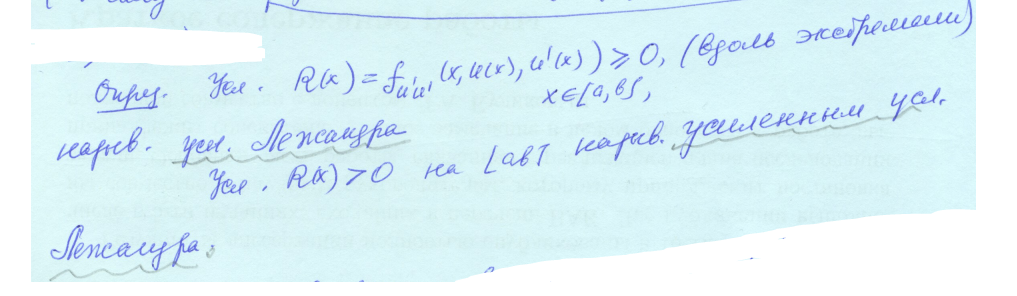 Опред. Усл. R(x) = f_{u'u'}(x, u(x), u'(x)) ⩾ 0, (вдоль экстремали)
x∈[a,b],
назыв. усл. Лежандра
Усл. R(x)>0 на [ab] назыв. усиленным усл.
Лежандра.